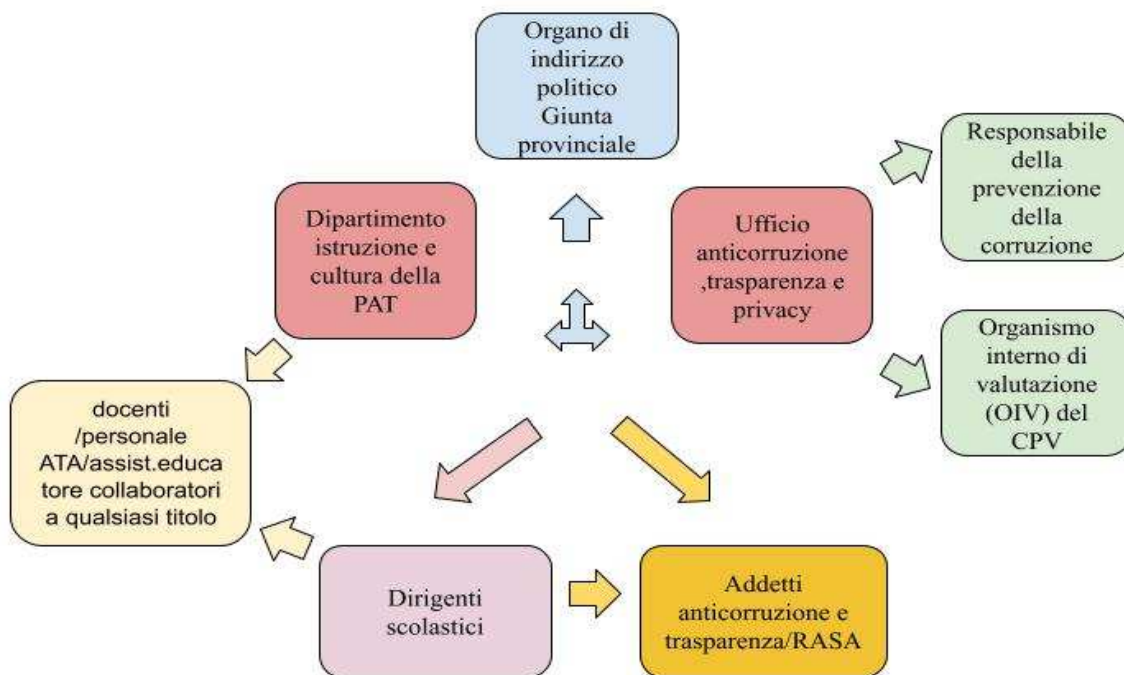 Organo di
indirizzo
politico
Giunta
provinciale
Responsabile
della
prevenzione
della
corruzione
Dipartimento
istruzione e
cultura della
PAT
Ufficio
anticorruzione
,trasparenza e
privacy
Organismo
interno di
valutazione
(OIV) del
CPV
docenti
/personale
ATA/assist.educa
tore collaboratori
a qualsiasi titolo
Dirigenti
scolastici
Addetti
anticorruzione e
trasparenza/RASA